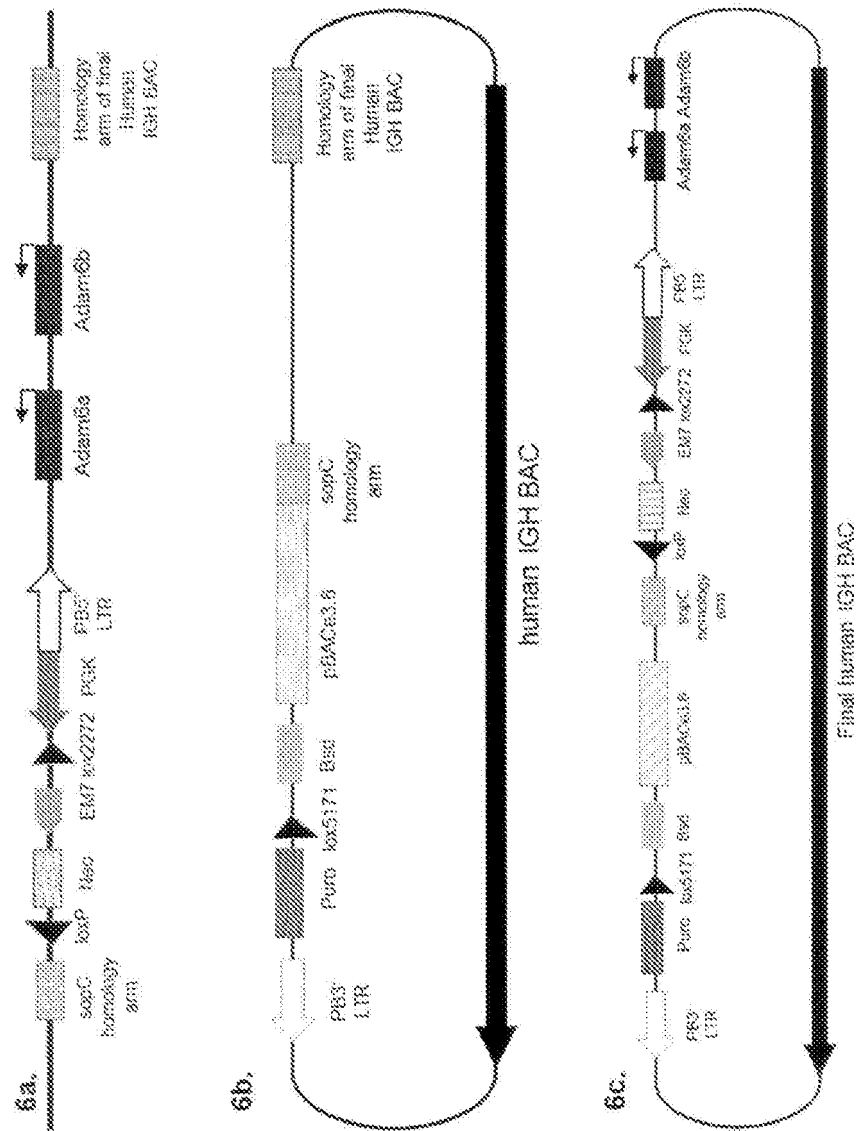 6a.
sopC
homology
arm
loxP
Neo
EM7
lox2272
PGK
PB5'
LTR
Adam6a
Adam6b
Homology
arm of final
Human
IGH BAC
6b.
PB3'
LTR
Puro
lox5171
Bsd
pBACe3.6
sopC
homology
arm
Homology
arm of final
Human
IGH BAC
human IGH BAC
6c.
PB3'
LTR
Puro
lox5171
Bsd
pBACe3.6
sopC
homology
arm
loxP
Neo
EM7
lox2272
PGK
PB5'
LTR
Adam6a
Adam6b
Final human IGH BAC